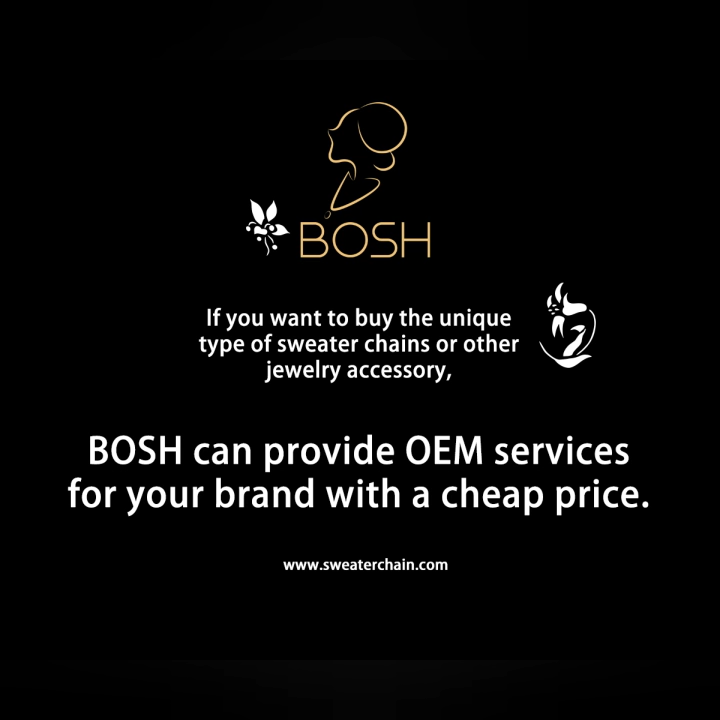 BOSH
If you want to buy the unique
type of sweater chains or other
jewelry accessory,
BOSH can provide OEM services
for your brand with a cheap price.
www.sweaterchain.com